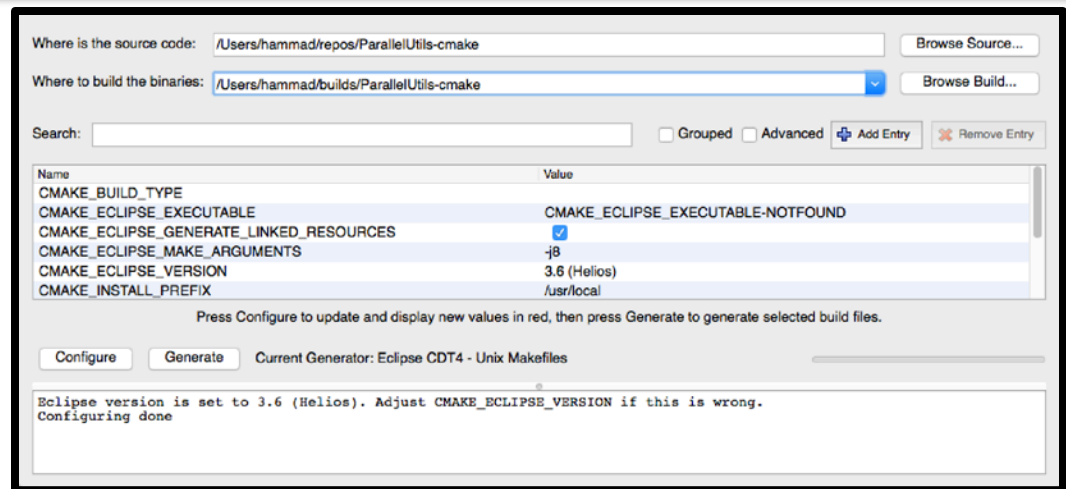 Where is the source code: /Users/hammad/repos/ParallelUtils-cmake Browse Source...
Where to build the binaries: /Users/hammad/builds/ParallelUtils-cmake Browse Build...
Search: Grouped Advanced Add Entry Remove Entry
Name Value
CMAKE_BUILD_TYPE
CMAKE_ECLIPSE_EXECUTABLE CMAKE_ECLIPSE_EXECUTABLE-NOTFOUND
CMAKE_ECLIPSE_GENERATE_LINKED_RESOURCES
CMAKE_ECLIPSE_MAKE_ARGUMENTS -j8
CMAKE_ECLIPSE_VERSION 3.6 (Helios)
CMAKE_INSTALL_PREFIX /usr/local
Press Configure to update and display new values in red, then press Generate to generate selected build files.
Configure Generate Current Generator: Eclipse CDT4 - Unix Makefiles
Eclipse version is set to 3.6 (Helios). Adjust CMAKE_ECLIPSE_VERSION if this is wrong.
Configuring done